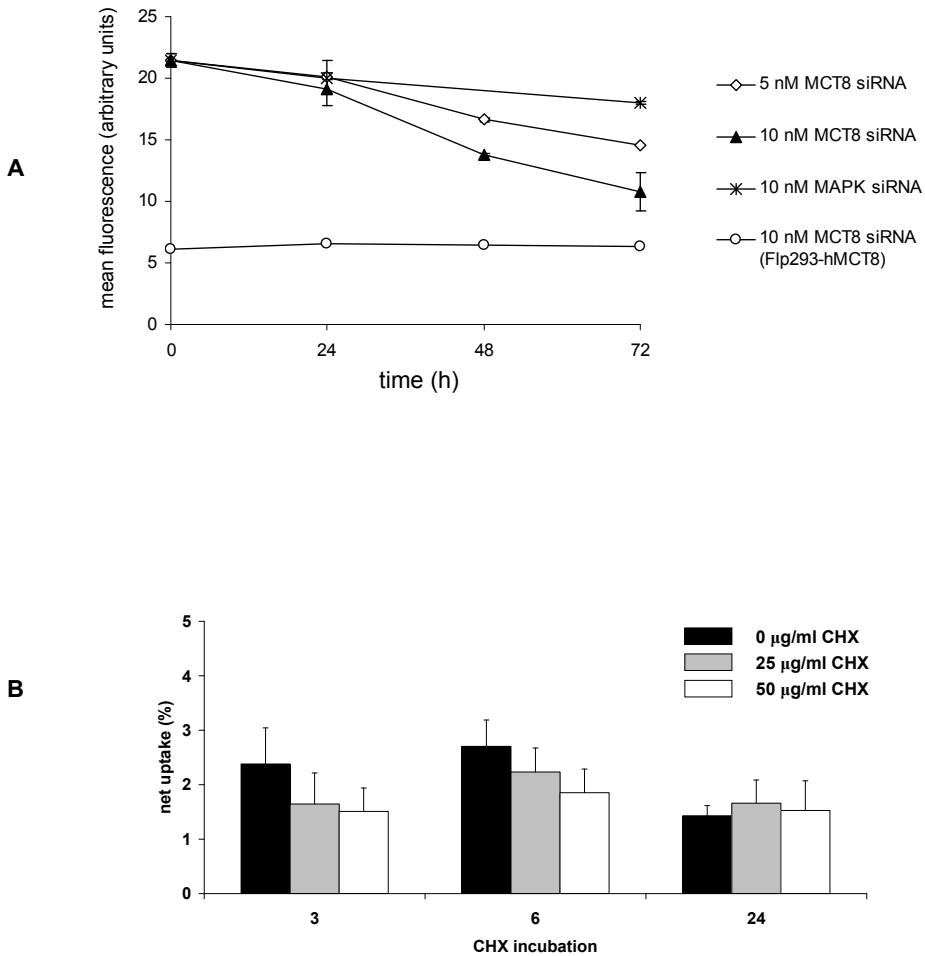 A
mean fluorescence (arbitrary units)
25
20
15
10
5
0
0 24 48 72
time (h)
5 nM MCT8 siRNA
10 nM MCT8 siRNA
10 nM MAPK siRNA
10 nM MCT8 siRNA
(Flp293-hMCT8)
B
net uptake (%)
5
4
3
2
1
0
3 6 24
CHX incubation
0 μg/ml CHX
25 μg/ml CHX
50 μg/ml CHX